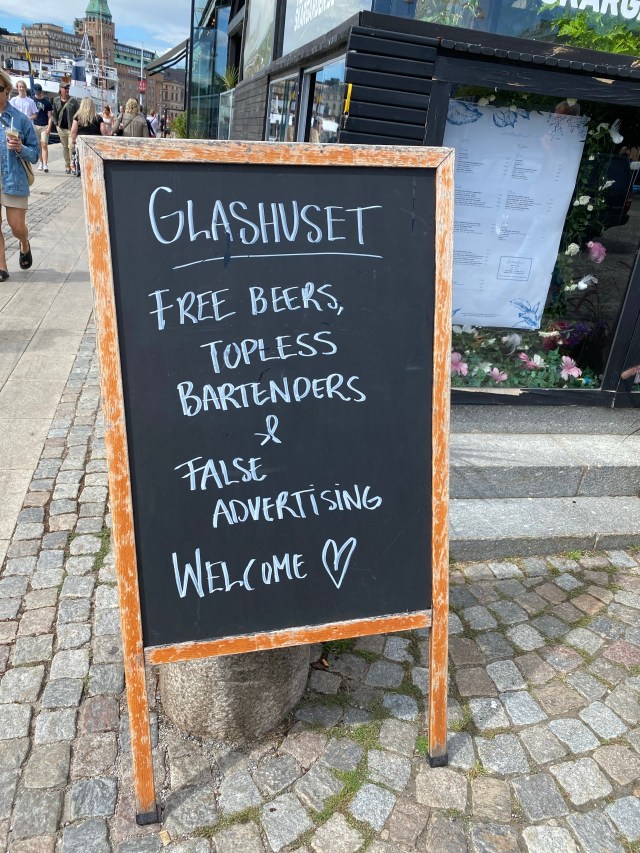 GLASHUSET
FREE BEERS,
TOPLESS
BARTENDERS
&
FALSE
ADVERTISING
WELCOME ♡